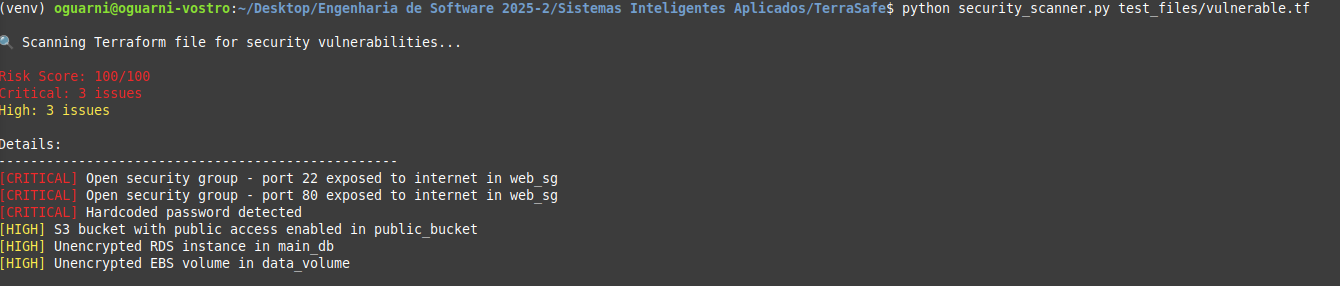 (venv) oguarni@oguarni-vostro:~/Desktop/Engenharia de Software 2025-2/Sistemas Inteligentes Aplicados/TerraSafe$ python security_scanner.py test_files/vulnerable.tf
🔍 Scanning Terraform file for security vulnerabilities...
Risk Score: 100/100
Critical: 3 issues
High: 3 issues
Details:
--------------------------------------------------
[CRITICAL] Open security group - port 22 exposed to internet in web_sg
[CRITICAL] Open security group - port 80 exposed to internet in web_sg
[CRITICAL] Hardcoded password detected
[HIGH] S3 bucket with public access enabled in public_bucket
[HIGH] Unencrypted RDS instance in main_db
[HIGH] Unencrypted EBS volume in data_volume